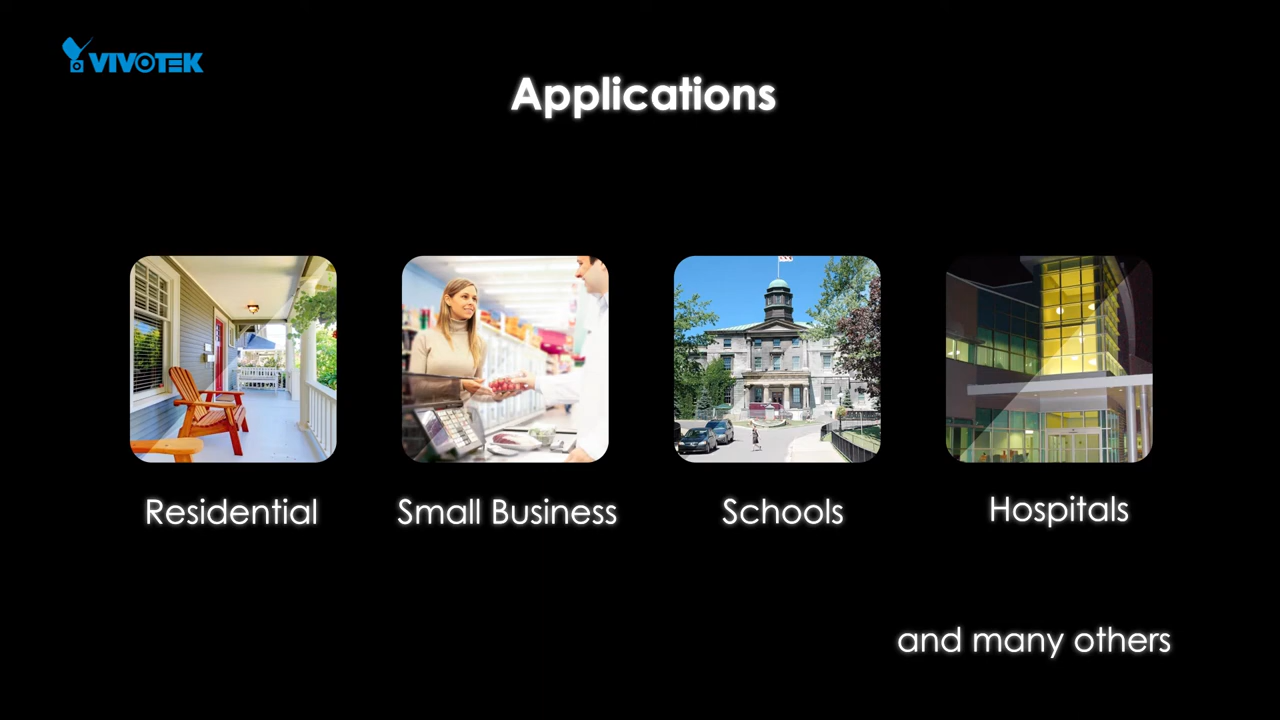 VIVOTEK
Applications
Residential
Small Business
Schools
Hospitals
and many others